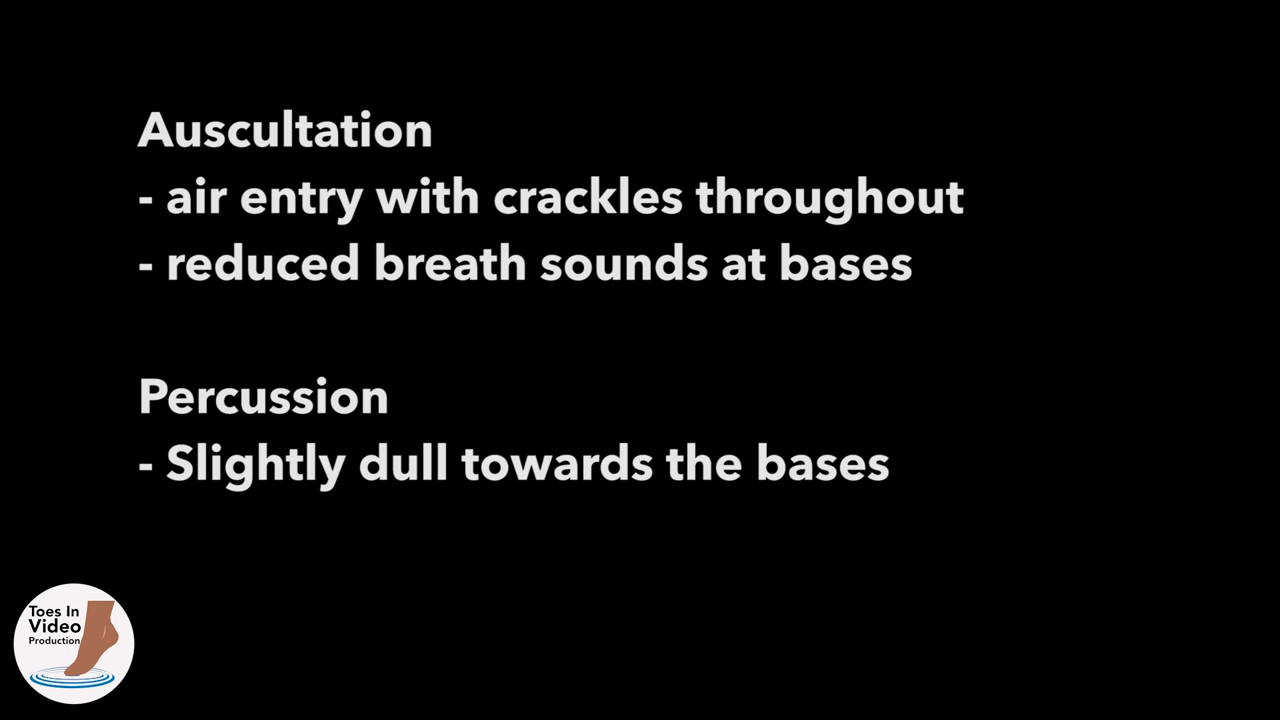 Auscultation
- air entry with crackles throughout
- reduced breath sounds at bases
Percussion
- Slightly dull towards the bases
Toes In
Video
Production